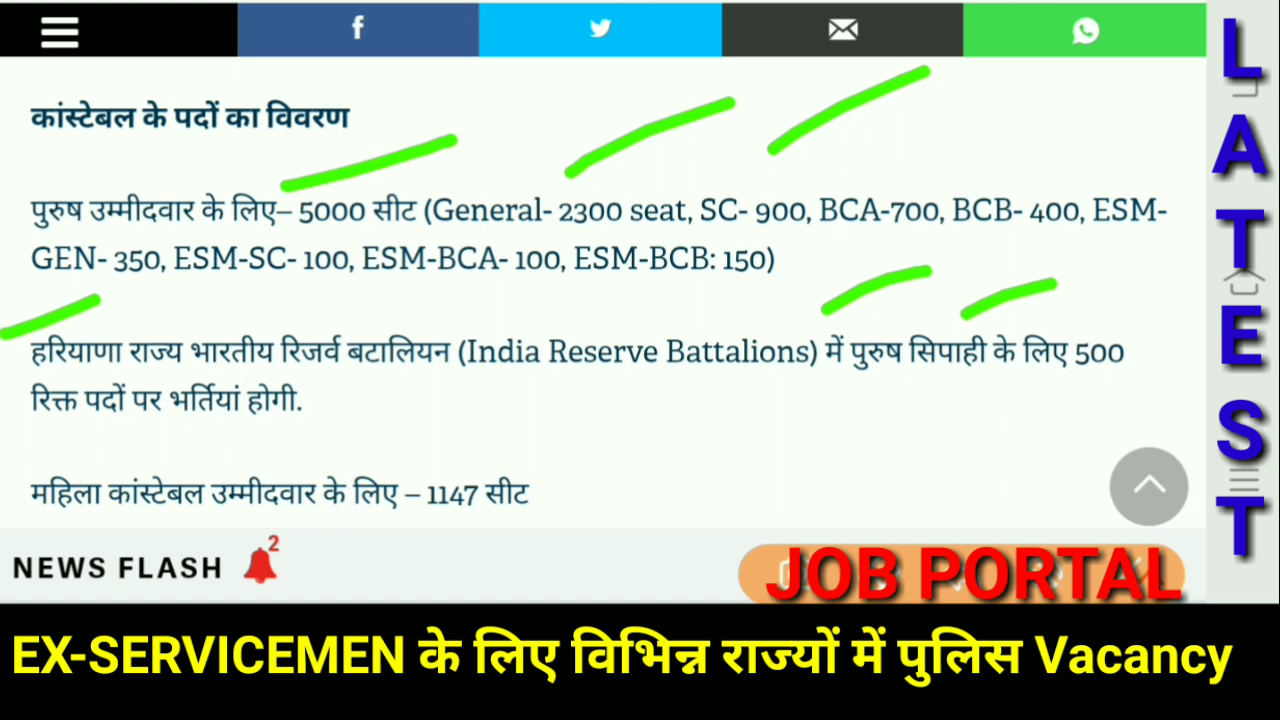 कांस्टेबल के पदों का विवरण
पुरुष उम्मीदवार के लिए– 5000 सीट (General- 2300 seat, SC- 900, BCA-700, BCB- 400, ESM-
GEN- 350, ESM-SC- 100, ESM-BCA- 100, ESM-BCB: 150)
हरियाणा राज्य भारतीय रिजर्व बटालियन (India Reserve Battalions) में पुरुष सिपाही के लिए 500
रिक्त पदों पर भर्तियां होगी.
महिला कांस्टेबल उम्मीदवार के लिए – 1147 सीट
NEWS FLASH 2
JOB PORTAL
EX-SERVICEMEN के लिए विभिन्न राज्यों में पुलिस Vacancy
LATEST